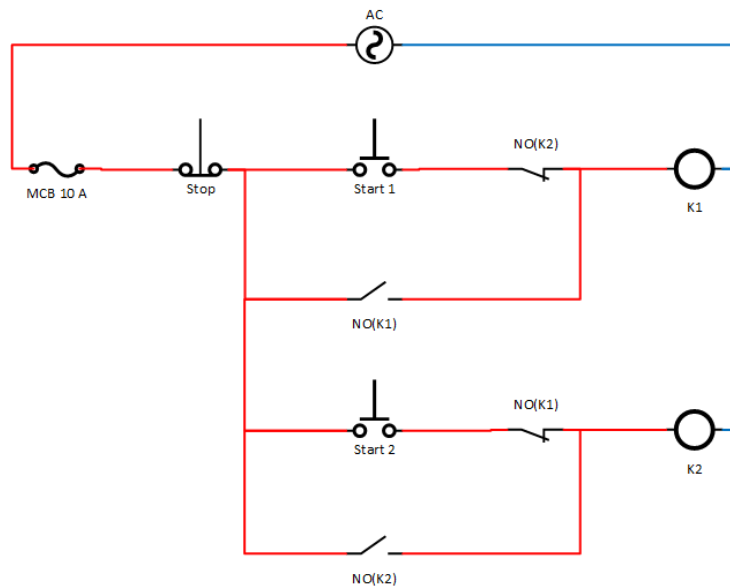 AC
NO(K2)
MCB 10 A
Stop
Start 1
K1
NO(K1)
NO(K1)
Start 2
K2
NO(K2)